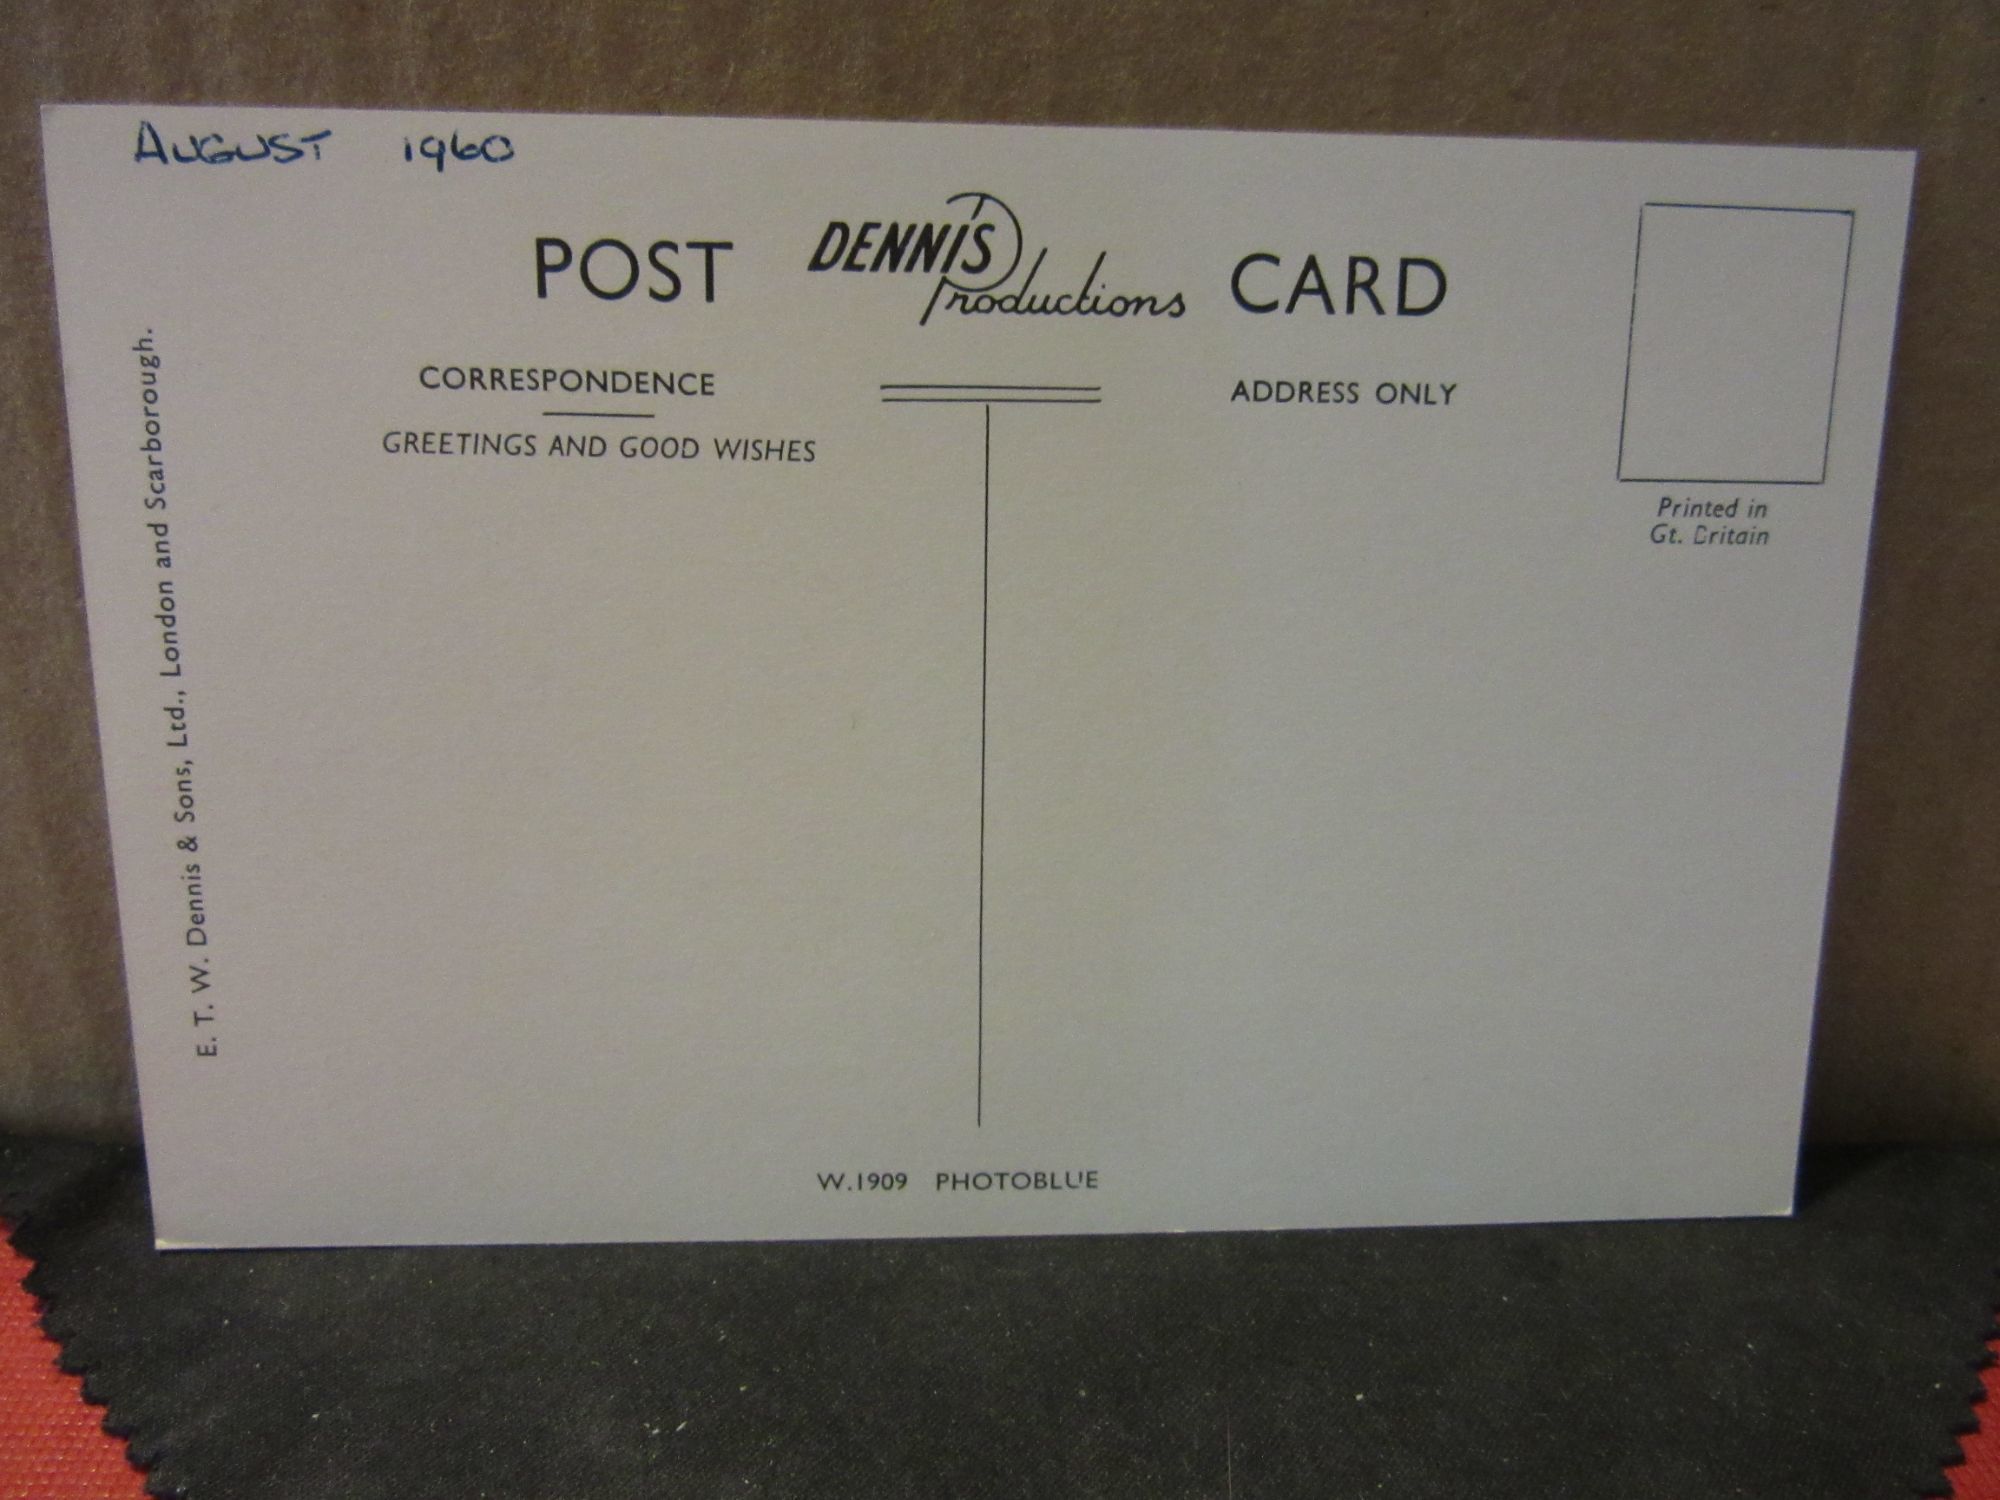 AUGUST 1960
POST DENNIS Productions CARD
CORRESPONDENCE
ADDRESS ONLY
GREETINGS AND GOOD WISHES
Printed in
Gt. Britain
E. T. W. Dennis & Sons, Ltd., London and Scarborough.
W.1909 PHOTOBLUE